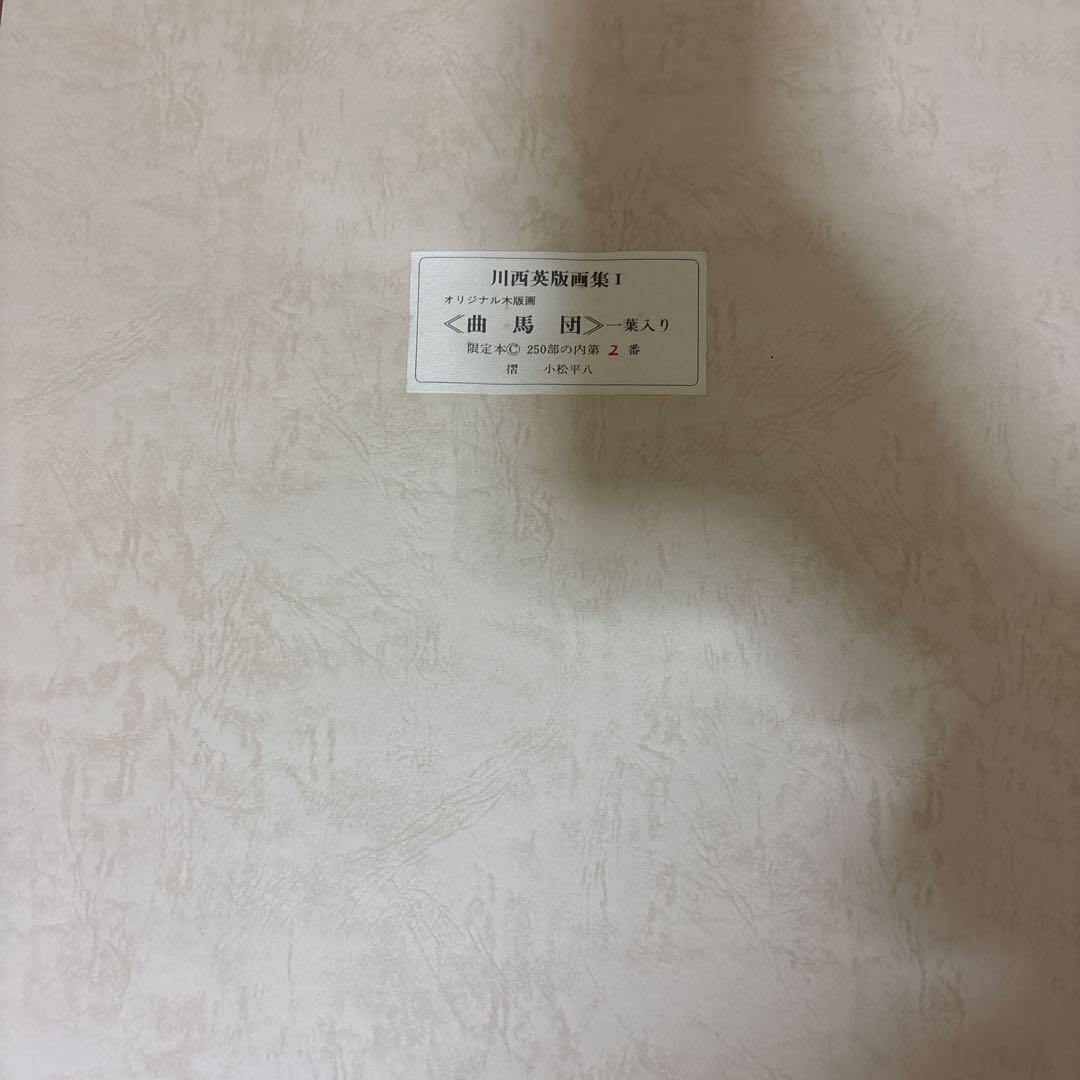 川西英版画集I
オリジナル木版画
≪曲馬団≫一葉入り
限定本© 250部の内第 2 番
摺 小松平八